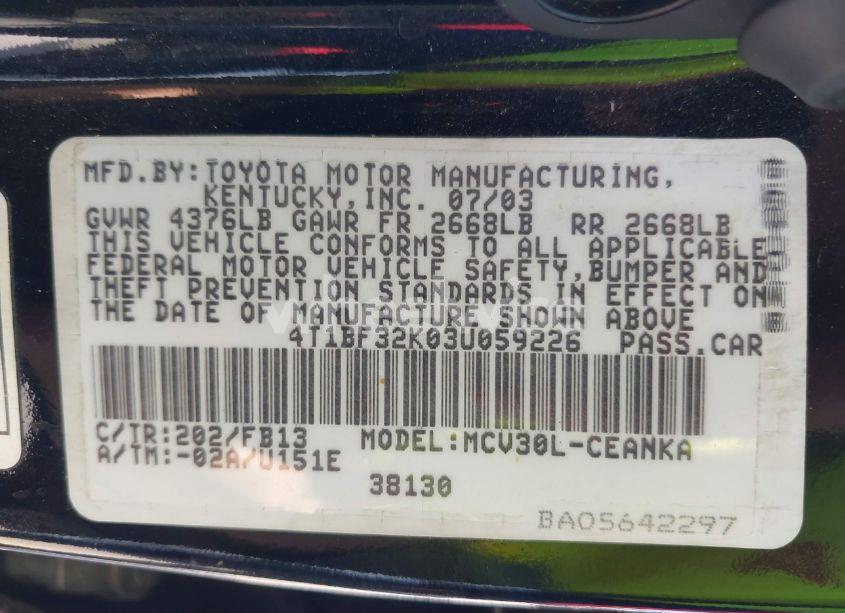 MFD.BY:TOYOTA MOTOR MANUFACTURING,
KENTUCKY,INC. 07/03
GVWR 4376LB GAWR FR 2668LB RR 2668LB
THIS VEHICLE CONFORMS TO ALL APPLICABLE
FEDERAL MOTOR VEHICLE SAFETY,BUMPER AND
THEFT PREVENTION STANDARDS IN EFFECT ON
THE DATE OF MANUFACTURE SHOWN ABOVE
4T1BF32K03U059226 PASS.CAR
C/TR:202/FB13 MODEL:MCV30L-CEANKA
A/TM:-02A/U151E
38130
BA05642297